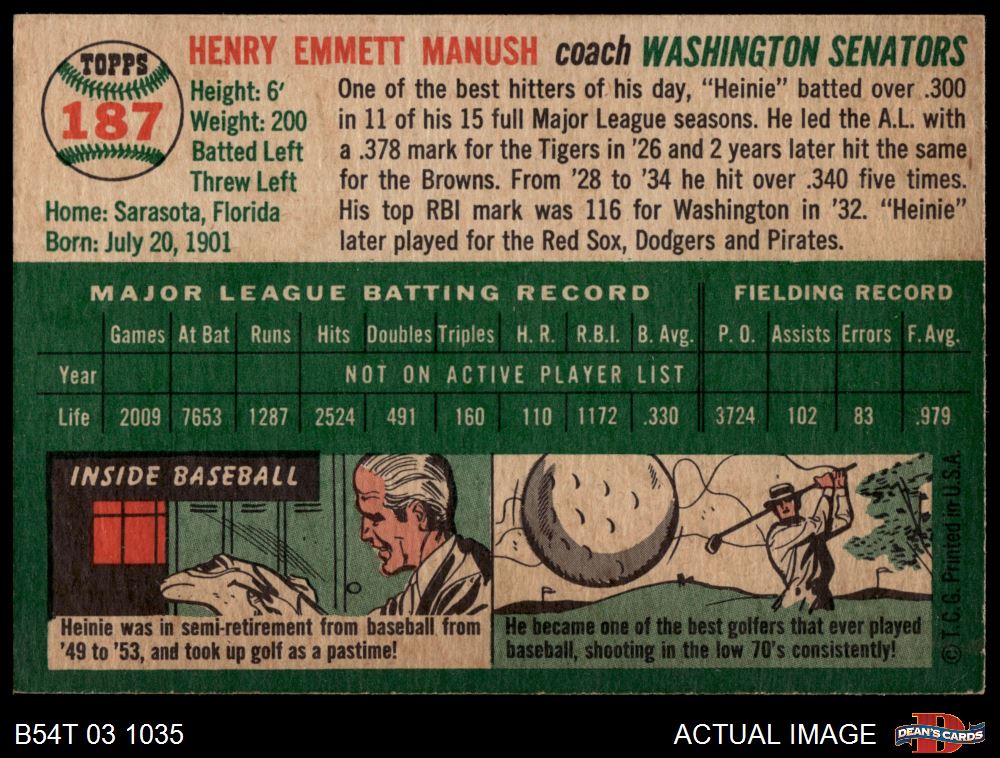 TOPPS
187
HENRY EMMETT MANUSH coach WASHINGTON SENATORS
Height: 6'
Weight: 200
Batted Left
Threw Left
Home: Sarasota, Florida
Born: July 20, 1901
One of the best hitters of his day, "Heinie" batted over .300
in 11 of his 15 full Major League seasons. He led the A.L. with
a .378 mark for the Tigers in '26 and 2 years later hit the same
for the Browns. From '28 to '34 he hit over .340 five times.
His top RBI mark was 116 for Washington in '32. "Heinie"
later played for the Red Sox, Dodgers and Pirates.
MAJOR LEAGUE BATTING RECORD FIELDING RECORD
Games At Bat Runs Hits Doubles Triples H. R. R.B.I. B. Avg. P. O. Assists Errors F. Avg.
Year NOT ON ACTIVE PLAYER LIST
Life 2009 7653 1287 2524 491 160 110 1172 .330 3724 102 83 .979
INSIDE BASEBALL
Heinie was in semi-retirement from baseball from
'49 to '53, and took up golf as a pastime!
He became one of the best golfers that ever played
baseball, shooting in the low 70's consistently!
© T.C.G. Printed in U.S.A.
B54T 03 1035
ACTUAL IMAGE
D
DEAN'S CARDS